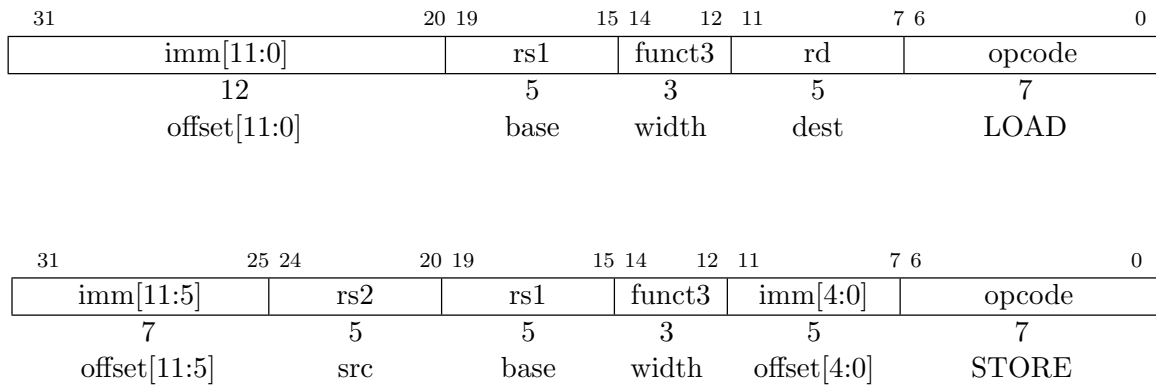 31 20 19 15 14 12 11 7 6 0
imm[11:0] rs1 funct3 rd opcode
12 5 3 5 7
offset[11:0] base width dest LOAD
31 25 24 20 19 15 14 12 11 7 6 0
imm[11:5] rs2 rs1 funct3 imm[4:0] opcode
7 5 5 3 5 7
offset[11:5] src base width offset[4:0] STORE